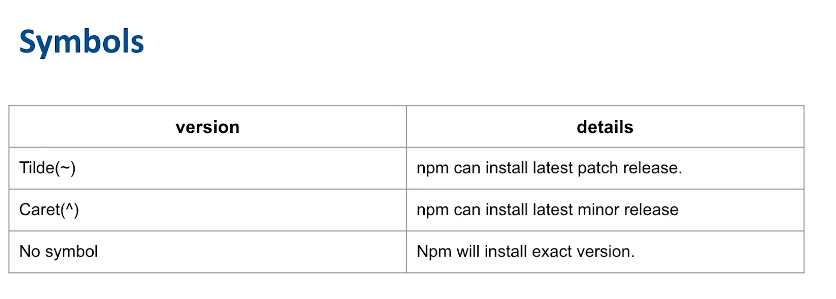 Symbols
version details
Tilde(~) npm can install latest patch release.
Caret(^) npm can install latest minor release
No symbol Npm will install exact version.